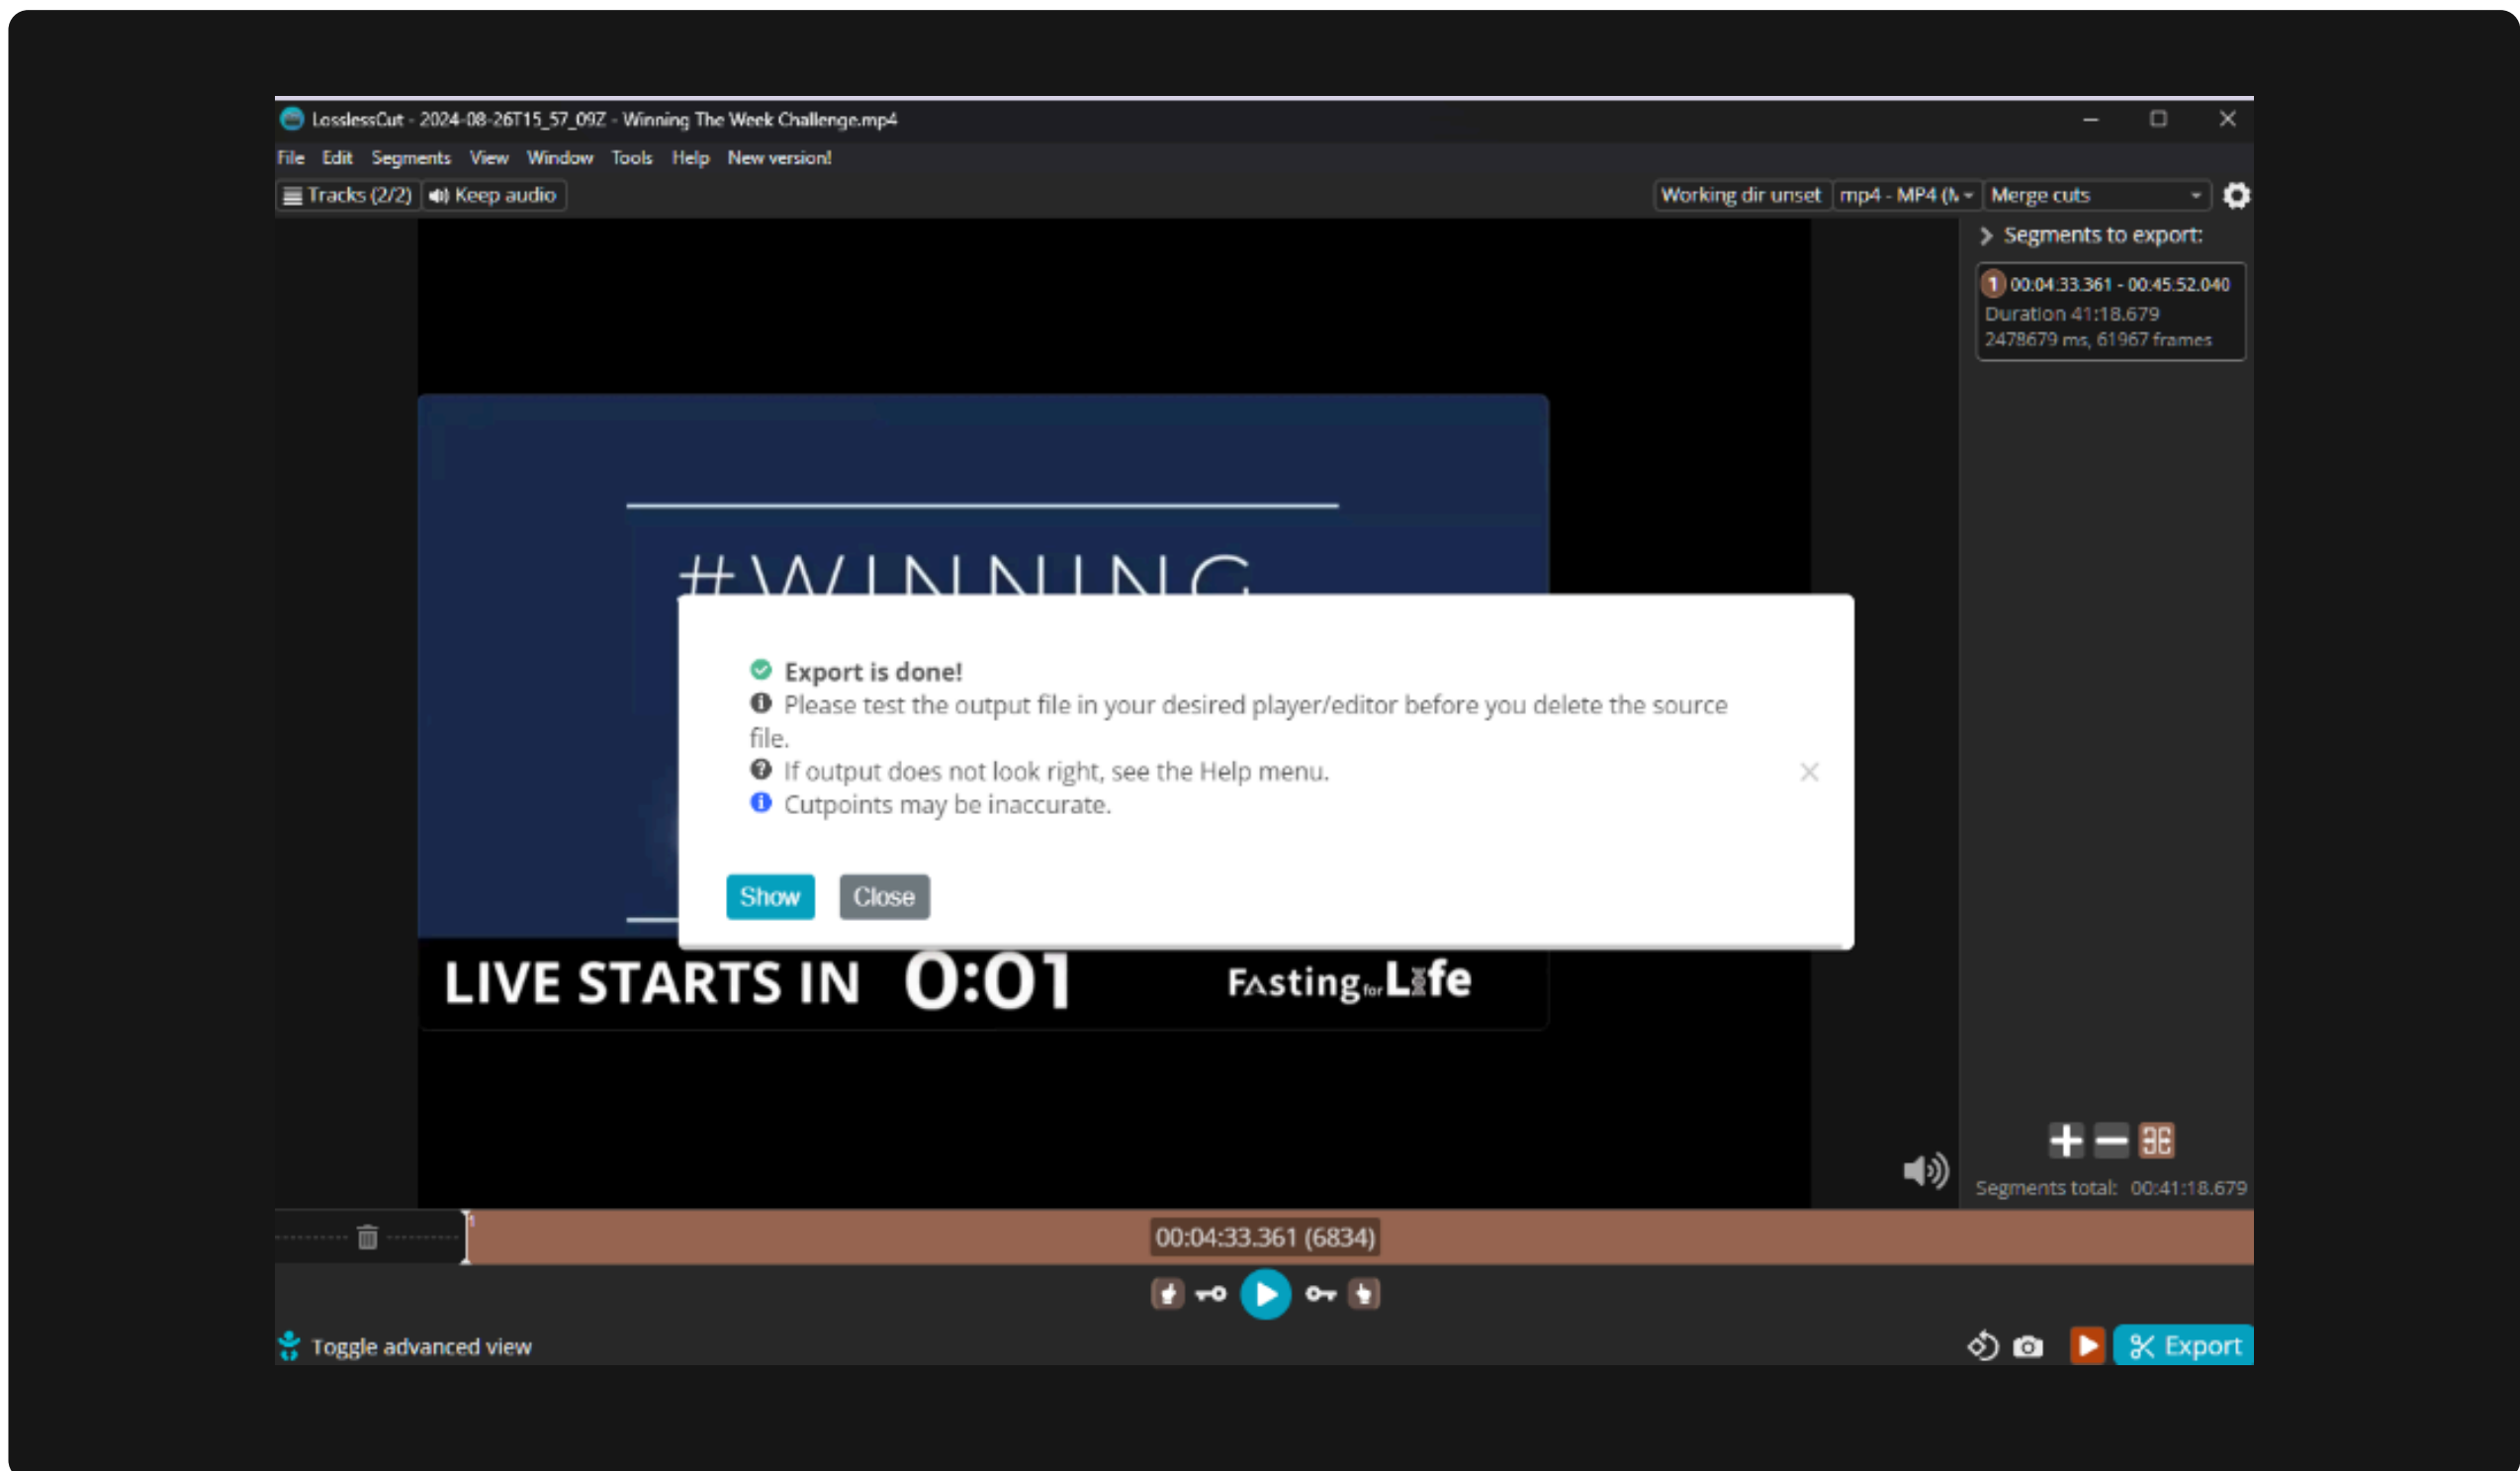 LosslessCut - 2024-08-26T15_57_09Z - Winning The Week Challenge.mp4
File Edit Segments View Window Tools Help New version!
Tracks (2/2) Keep audio Working dir unset mp4 - MP4 (M Merge cuts
Segments to export:
1 00:04:33.361 - 00:45:52.040
Duration 41:18.679
2478679 ms, 61967 frames
#WINNING
Export is done!
Please test the output file in your desired player/editor before you delete the source
file.
If output does not look right, see the Help menu.
Cutpoints may be inaccurate.
Show Close
LIVE STARTS IN 0:01 FAsting for Life
Segments total: 00:41:18.679
1
00:04:33.361 (6834)
Toggle advanced view Export